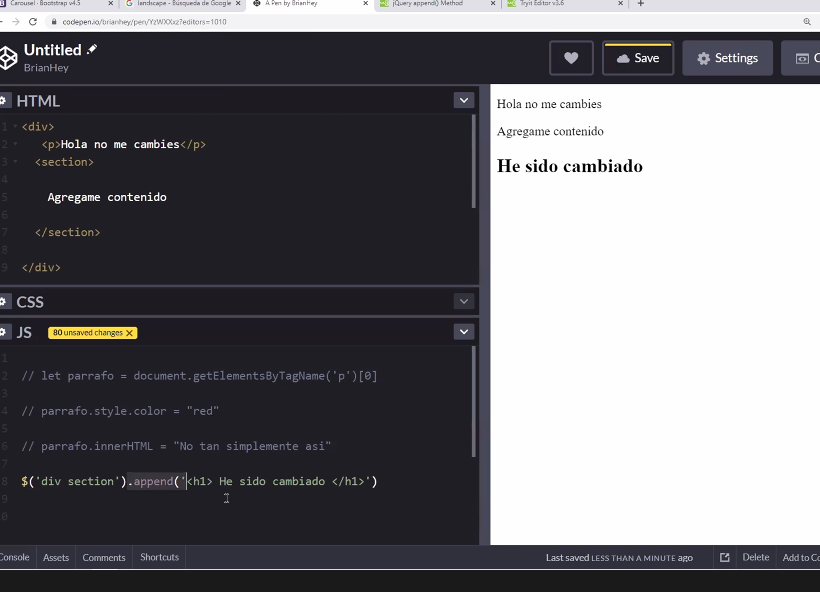 Carousel · Bootstrap v4.5
landscape - Búsqueda de Google
A Pen by BrianHey
jQuery append() Method
Tryit Editor v3.6
codepen.io/brianhey/pen/YzWXXxz?editors=1010
Untitled
BrianHey
Save
Settings
HTML
1 <div>
2 <p>Hola no me cambies</p>
3 <section>
4
5 Agregame contenido
6
7 </section>
8
9 </div>
CSS
JS 80 unsaved changes
1
2 // let parrafo = document.getElementsByTagName('p')[0]
3
4 // parrafo.style.color = "red"
5
6 // parrafo.innerHTML = "No tan simplemente asi"
7
8 $('div section').append('<h1> He sido cambiado </h1>')
9
0
Hola no me cambies
Agregame contenido
He sido cambiado
Console Assets Comments Shortcuts Last saved LESS THAN A MINUTE ago Delete Add to Co